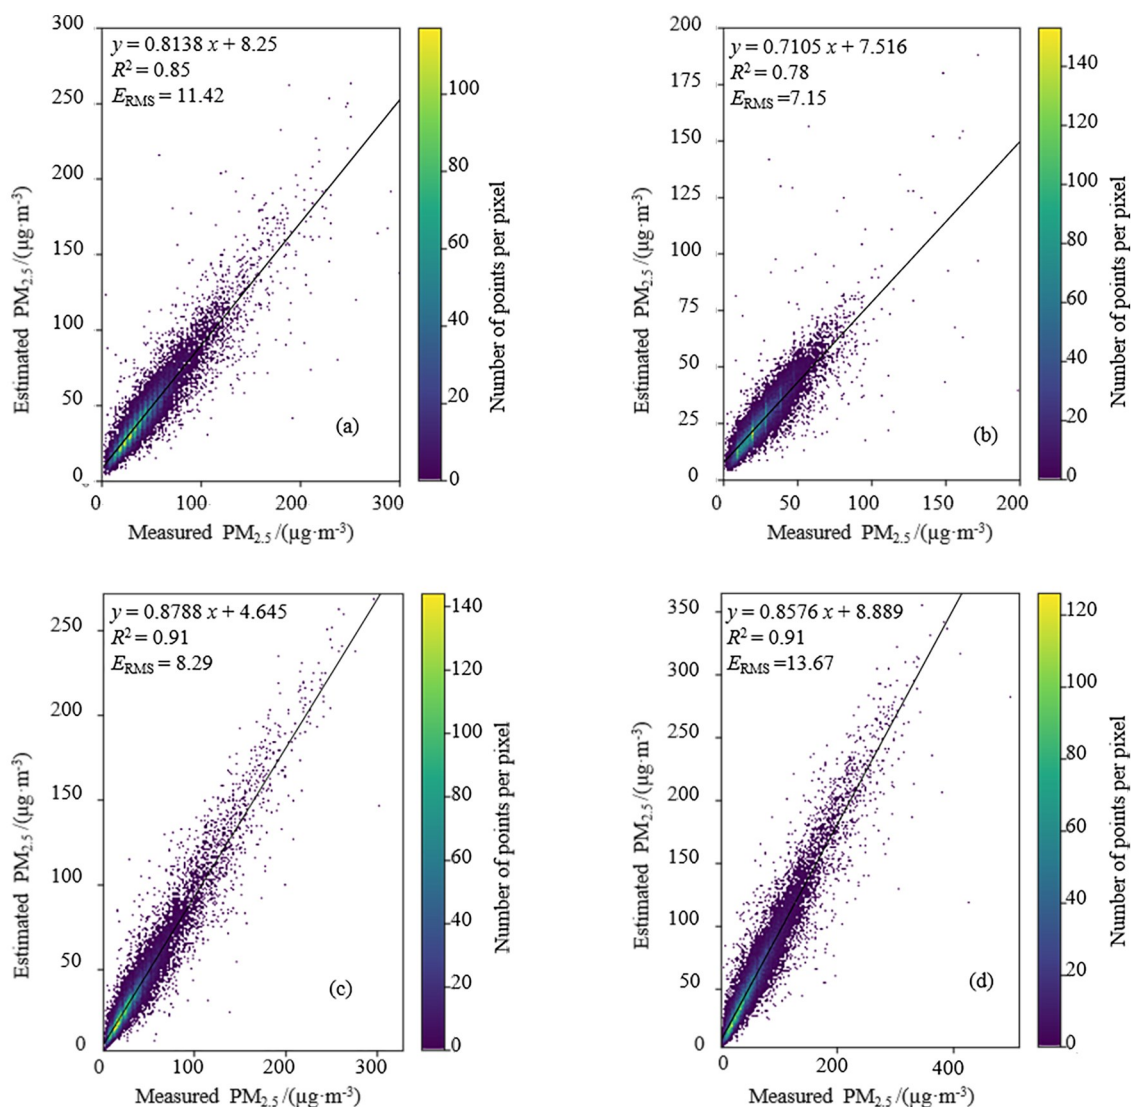 y = 0.8138 x + 8.25
R² = 0.85
E_RMS = 11.42
300
250
200
150
100
50
0
0 100 200 300
Estimated PM2.5/(µg·m⁻³)
Measured PM2.5/(µg·m⁻³)
(a)
100
80
60
40
20
0
Number of points per pixel
y = 0.7105 x + 7.516
R² = 0.78
E_RMS =7.15
200
175
150
125
100
75
50
25
0
0 50 100 150 200
Estimated PM2.5/(µg·m⁻³)
Measured PM2.5/(µg·m⁻³)
(b)
140
120
100
80
60
40
20
0
Number of points per pixel
y = 0.8788 x + 4.645
R² = 0.91
E_RMS = 8.29
250
200
150
100
50
0
0 100 200 300
Estimated PM2.5/(µg·m⁻³)
Measured PM2.5/(µg·m⁻³)
(c)
140
120
100
80
60
40
20
0
Number of points per pixel
y = 0.8576 x + 8.889
R² = 0.91
E_RMS =13.67
350
300
250
200
150
100
50
0
0 200 400
Estimated PM2.5/(µg·m⁻³)
Measured PM2.5/(µg·m⁻³)
(d)
120
100
80
60
40
20
0
Number of points per pixel